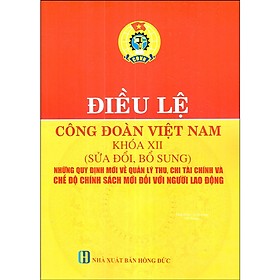 ĐIỀU LỆ
CÔNG ĐOÀN VIỆT NAM
KHÓA XII
(SỬA ĐỔI, BỔ SUNG)
NHỮNG QUY ĐỊNH MỚI VỀ QUẢN LÝ THU, CHI TÀI CHÍNH VÀ
CHẾ ĐỘ CHÍNH SÁCH MỚI ĐỐI VỚI NGƯỜI LAO ĐỘNG
NHÀ XUẤT BẢN HỒNG ĐỨC